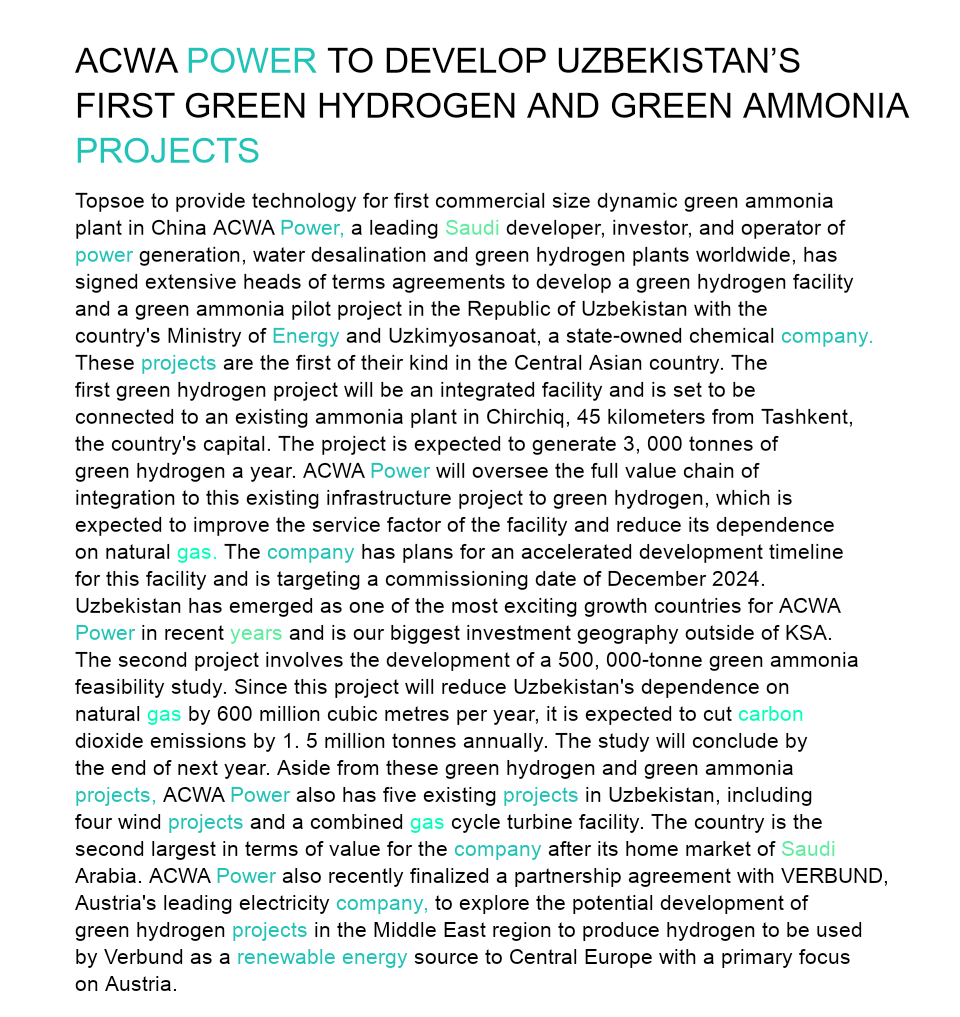 ACWA POWER TO DEVELOP UZBEKISTAN’S
FIRST GREEN HYDROGEN AND GREEN AMMONIA
PROJECTS
Topsoe to provide technology for first commercial size dynamic green ammonia
plant in China ACWA Power, a leading Saudi developer, investor, and operator of
power generation, water desalination and green hydrogen plants worldwide, has
signed extensive heads of terms agreements to develop a green hydrogen facility
and a green ammonia pilot project in the Republic of Uzbekistan with the
country's Ministry of Energy and Uzkimyosanoat, a state-owned chemical company.
These projects are the first of their kind in the Central Asian country. The
first green hydrogen project will be an integrated facility and is set to be
connected to an existing ammonia plant in Chirchiq, 45 kilometers from Tashkent,
the country's capital. The project is expected to generate 3, 000 tonnes of
green hydrogen a year. ACWA Power will oversee the full value chain of
integration to this existing infrastructure project to green hydrogen, which is
expected to improve the service factor of the facility and reduce its dependence
on natural gas. The company has plans for an accelerated development timeline
for this facility and is targeting a commissioning date of December 2024.
Uzbekistan has emerged as one of the most exciting growth countries for ACWA
Power in recent years and is our biggest investment geography outside of KSA.
The second project involves the development of a 500, 000-tonne green ammonia
feasibility study. Since this project will reduce Uzbekistan's dependence on
natural gas by 600 million cubic metres per year, it is expected to cut carbon
dioxide emissions by 1. 5 million tonnes annually. The study will conclude by
the end of next year. Aside from these green hydrogen and green ammonia
projects, ACWA Power also has five existing projects in Uzbekistan, including
four wind projects and a combined gas cycle turbine facility. The country is the
second largest in terms of value for the company after its home market of Saudi
Arabia. ACWA Power also recently finalized a partnership agreement with VERBUND,
Austria's leading electricity company, to explore the potential development of
green hydrogen projects in the Middle East region to produce hydrogen to be used
by Verbund as a renewable energy source to Central Europe with a primary focus
on Austria.